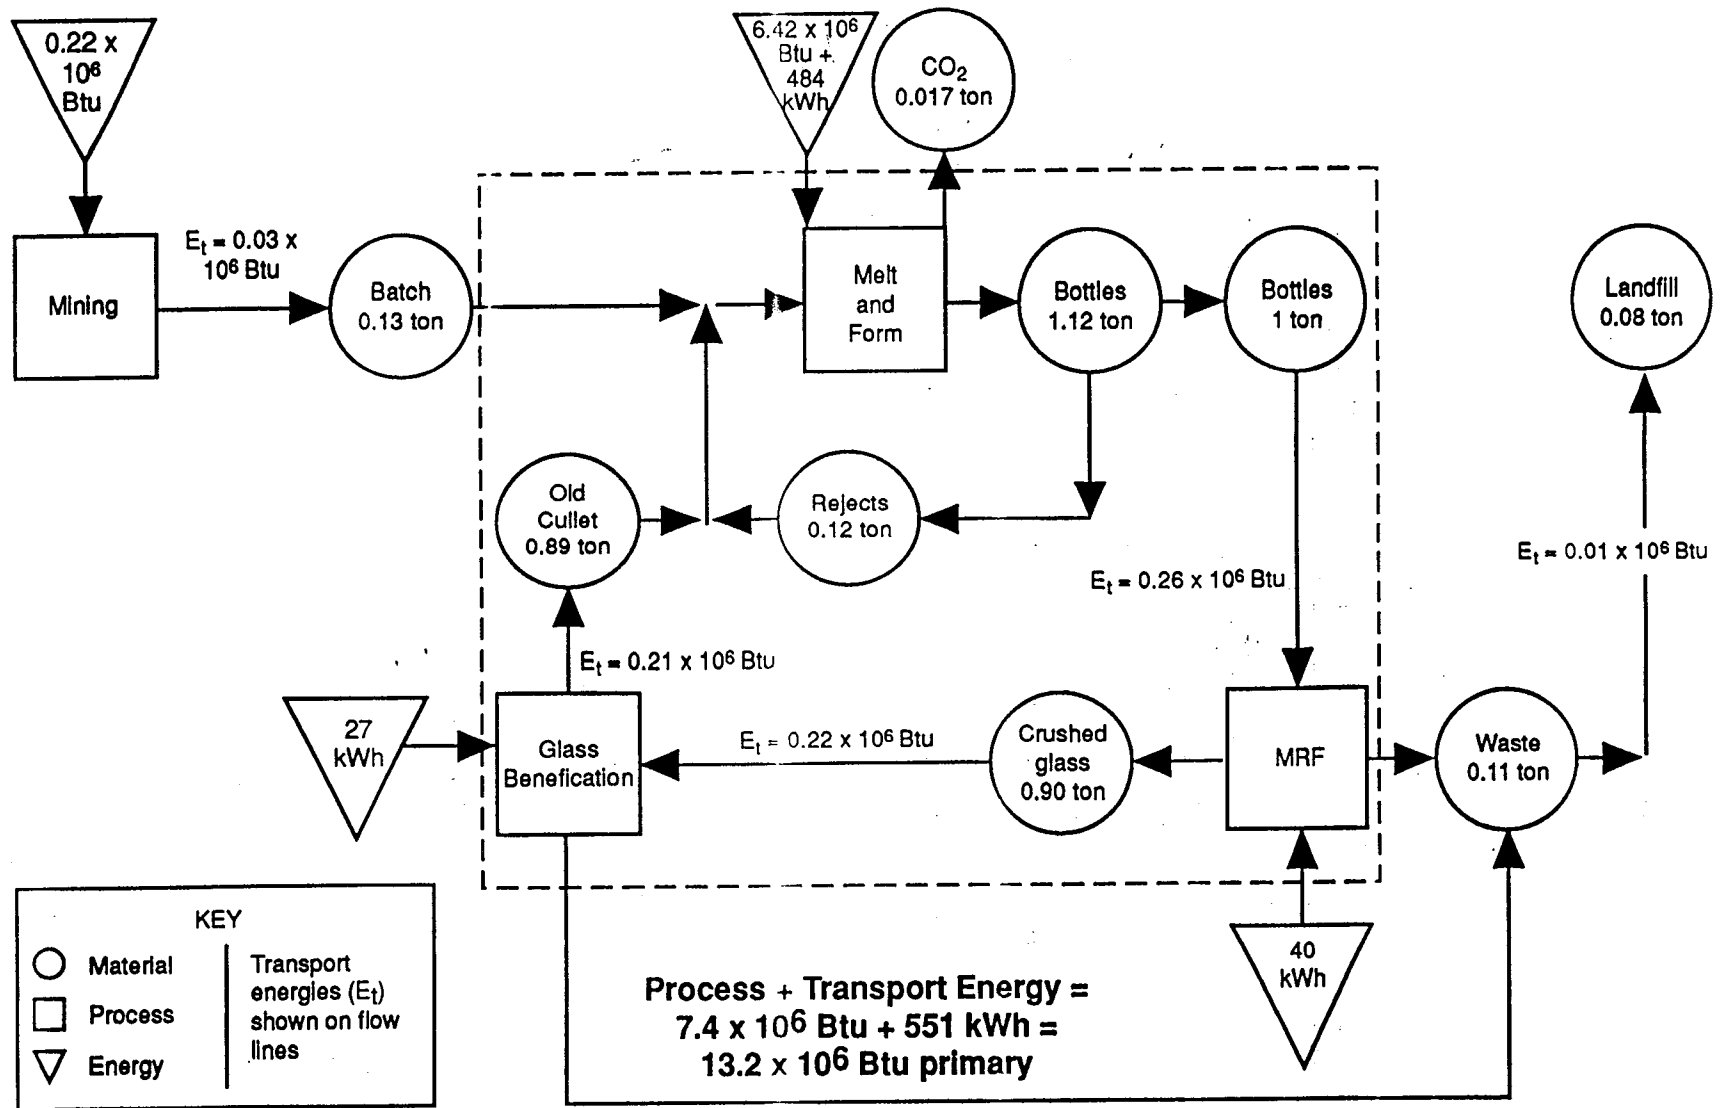 0.22 x
10⁶
Btu
6.42 x 10⁶
Btu +
484
kWh
CO₂
0.017 ton
Mining
Eₜ = 0.03 x
10⁶ Btu
Batch
0.13 ton
Melt
and
Form
Bottles
1.12 ton
Bottles
1 ton
Landfill
0.08 ton
Old
Cullet
0.89 ton
Rejects
0.12 ton
Eₜ = 0.26 x 10⁶ Btu
Eₜ = 0.01 x 10⁶ Btu
Eₜ = 0.21 x 10⁶ Btu
27
kWh
Glass
Benefication
Eₜ = 0.22 x 10⁶ Btu
Crushed
glass
0.90 ton
MRF
Waste
0.11 ton
40
kWh
KEY
Material
Process
Energy
Transport
energies (Eₜ)
shown on flow
lines
Process + Transport Energy =
7.4 x 10⁶ Btu + 551 kWh =
13.2 x 10⁶ Btu primary